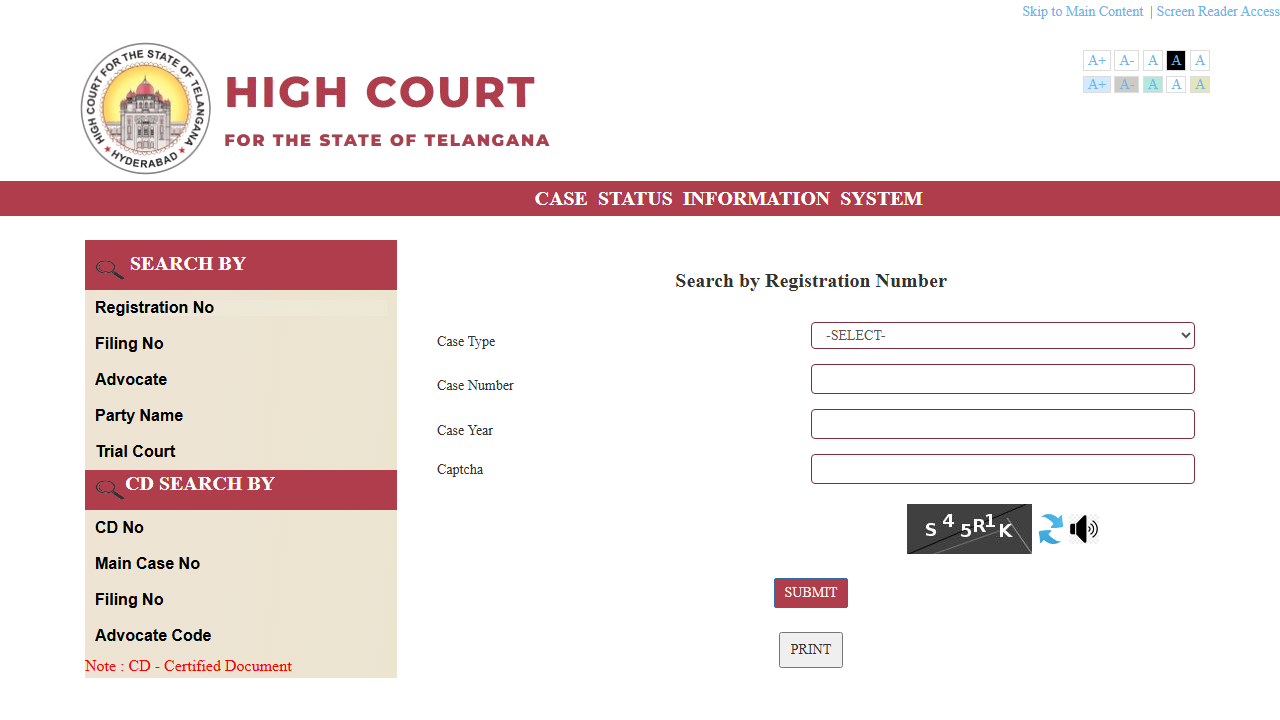 Skip to Main Content | Screen Reader Access
HIGH COURT FOR THE STATE OF TELANGANA
HYDERABAD
HIGH COURT
FOR THE STATE OF TELANGANA
A+ A- A A A
A+ A- A A A
CASE STATUS INFORMATION SYSTEM
SEARCH BY
Registration No
Filing No
Advocate
Party Name
Trial Court
CD SEARCH BY
CD No
Main Case No
Filing No
Advocate Code
Note : CD - Certified Document
Search by Registration Number
Case Type
-SELECT-
Case Number
Case Year
Captcha
S 4 5R1K
SUBMIT
PRINT